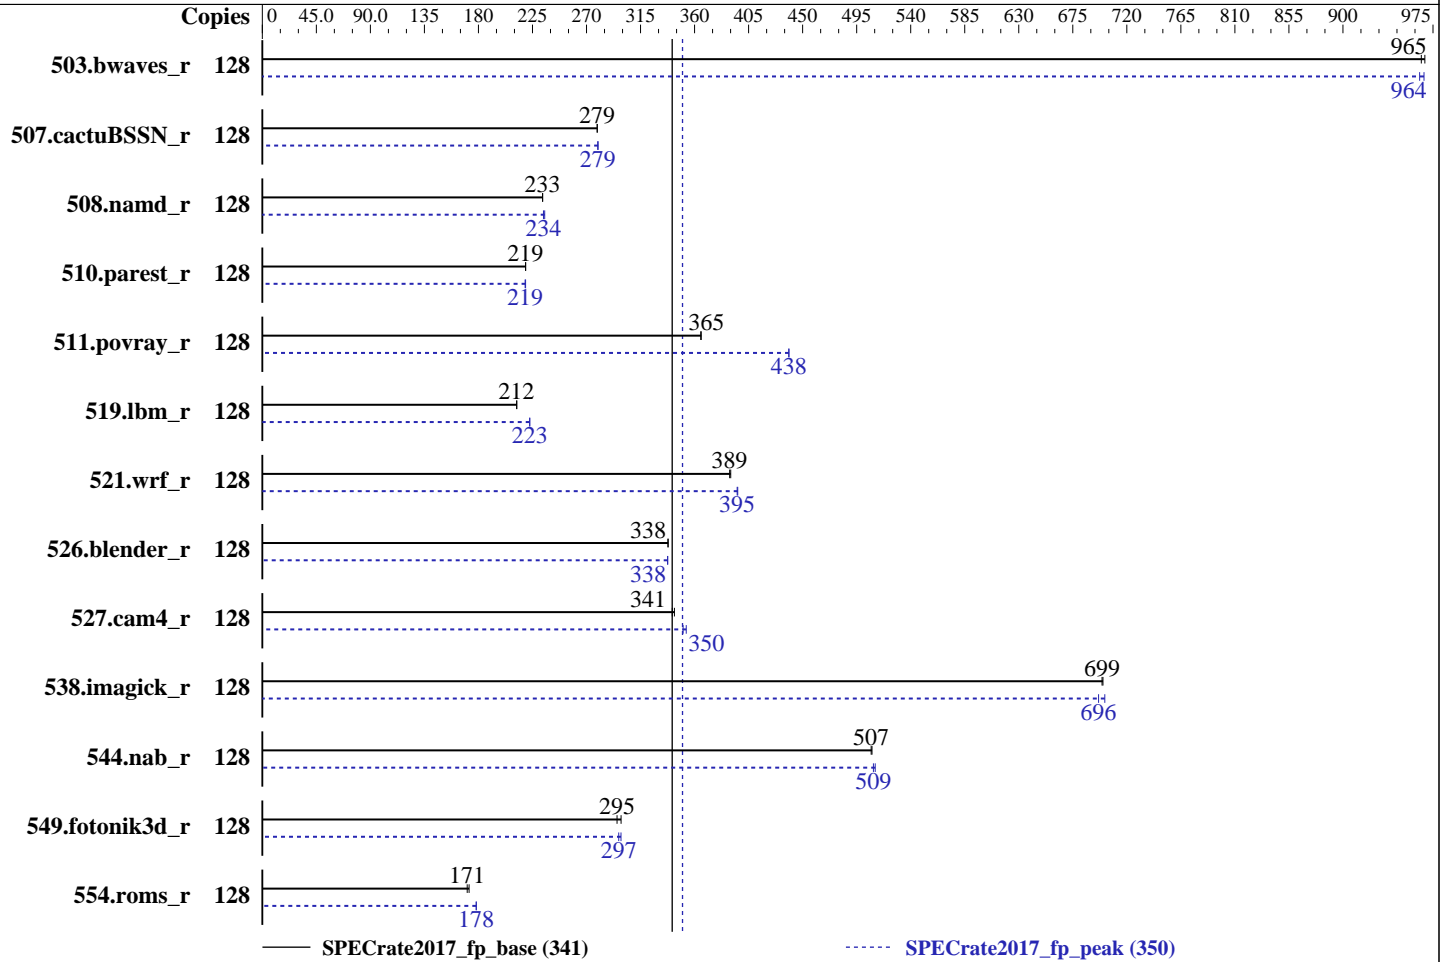 Copies 0 45.0 90.0 135 180 225 270 315 360 405 450 495 540 585 630 675 720 765 810 855 900 975
965
503.bwaves_r 128
964
279
507.cactuBSSN_r 128
279
233
508.namd_r 128
234
219
510.parest_r 128
219
365
511.povray_r 128
438
212
519.lbm_r 128
223
389
521.wrf_r 128
395
338
526.blender_r 128
338
341
527.cam4_r 128
350
699
538.imagick_r 128
696
507
544.nab_r 128
509
295
549.fotonik3d_r 128
297
171
554.roms_r 128
178
SPECrate2017_fp_base (341) SPECrate2017_fp_peak (350)